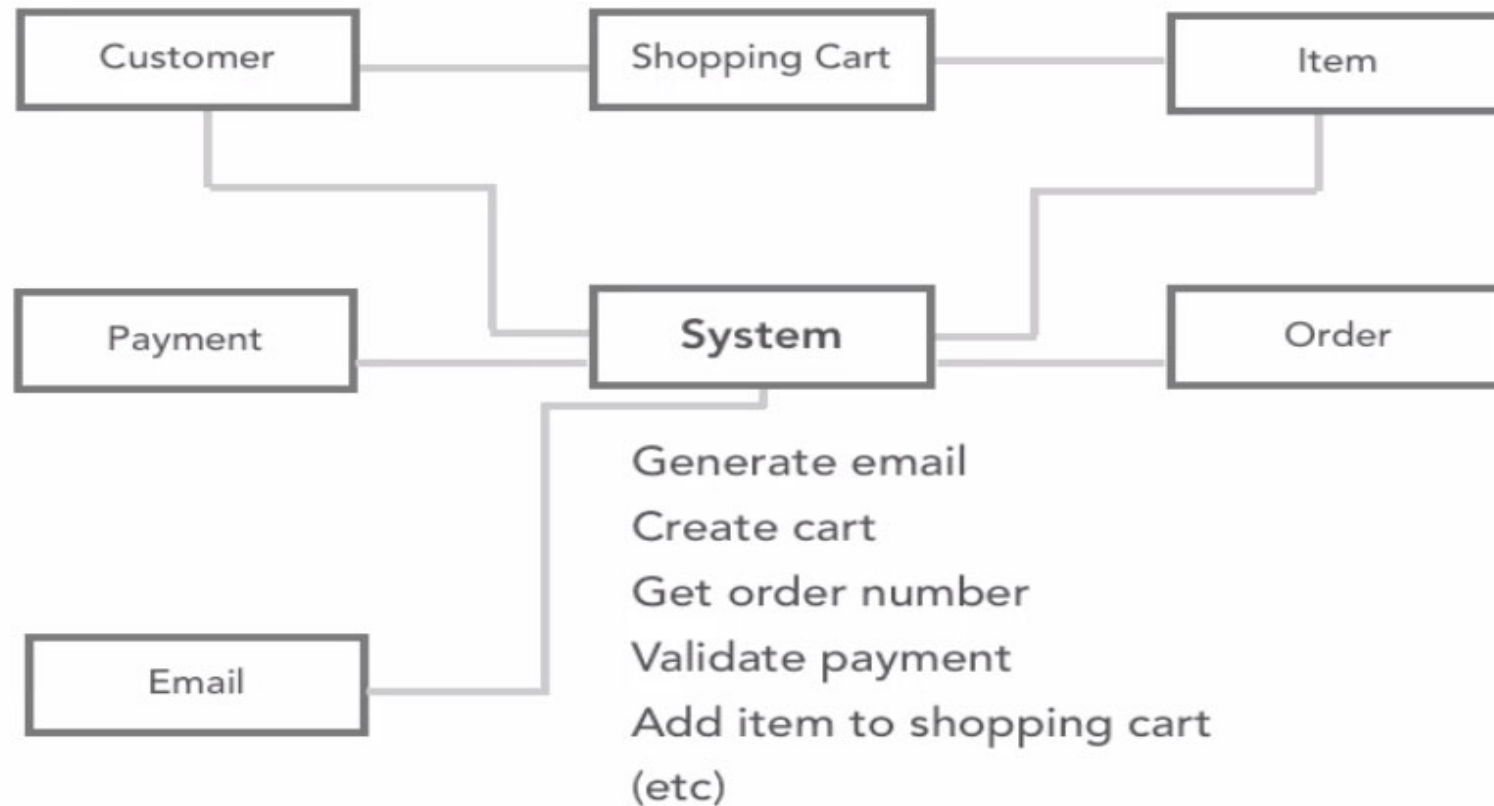 Customer
Shopping Cart
Item
Payment
System
Order
Generate email
Create cart
Get order number
Validate payment
Add item to shopping cart
(etc)
Email